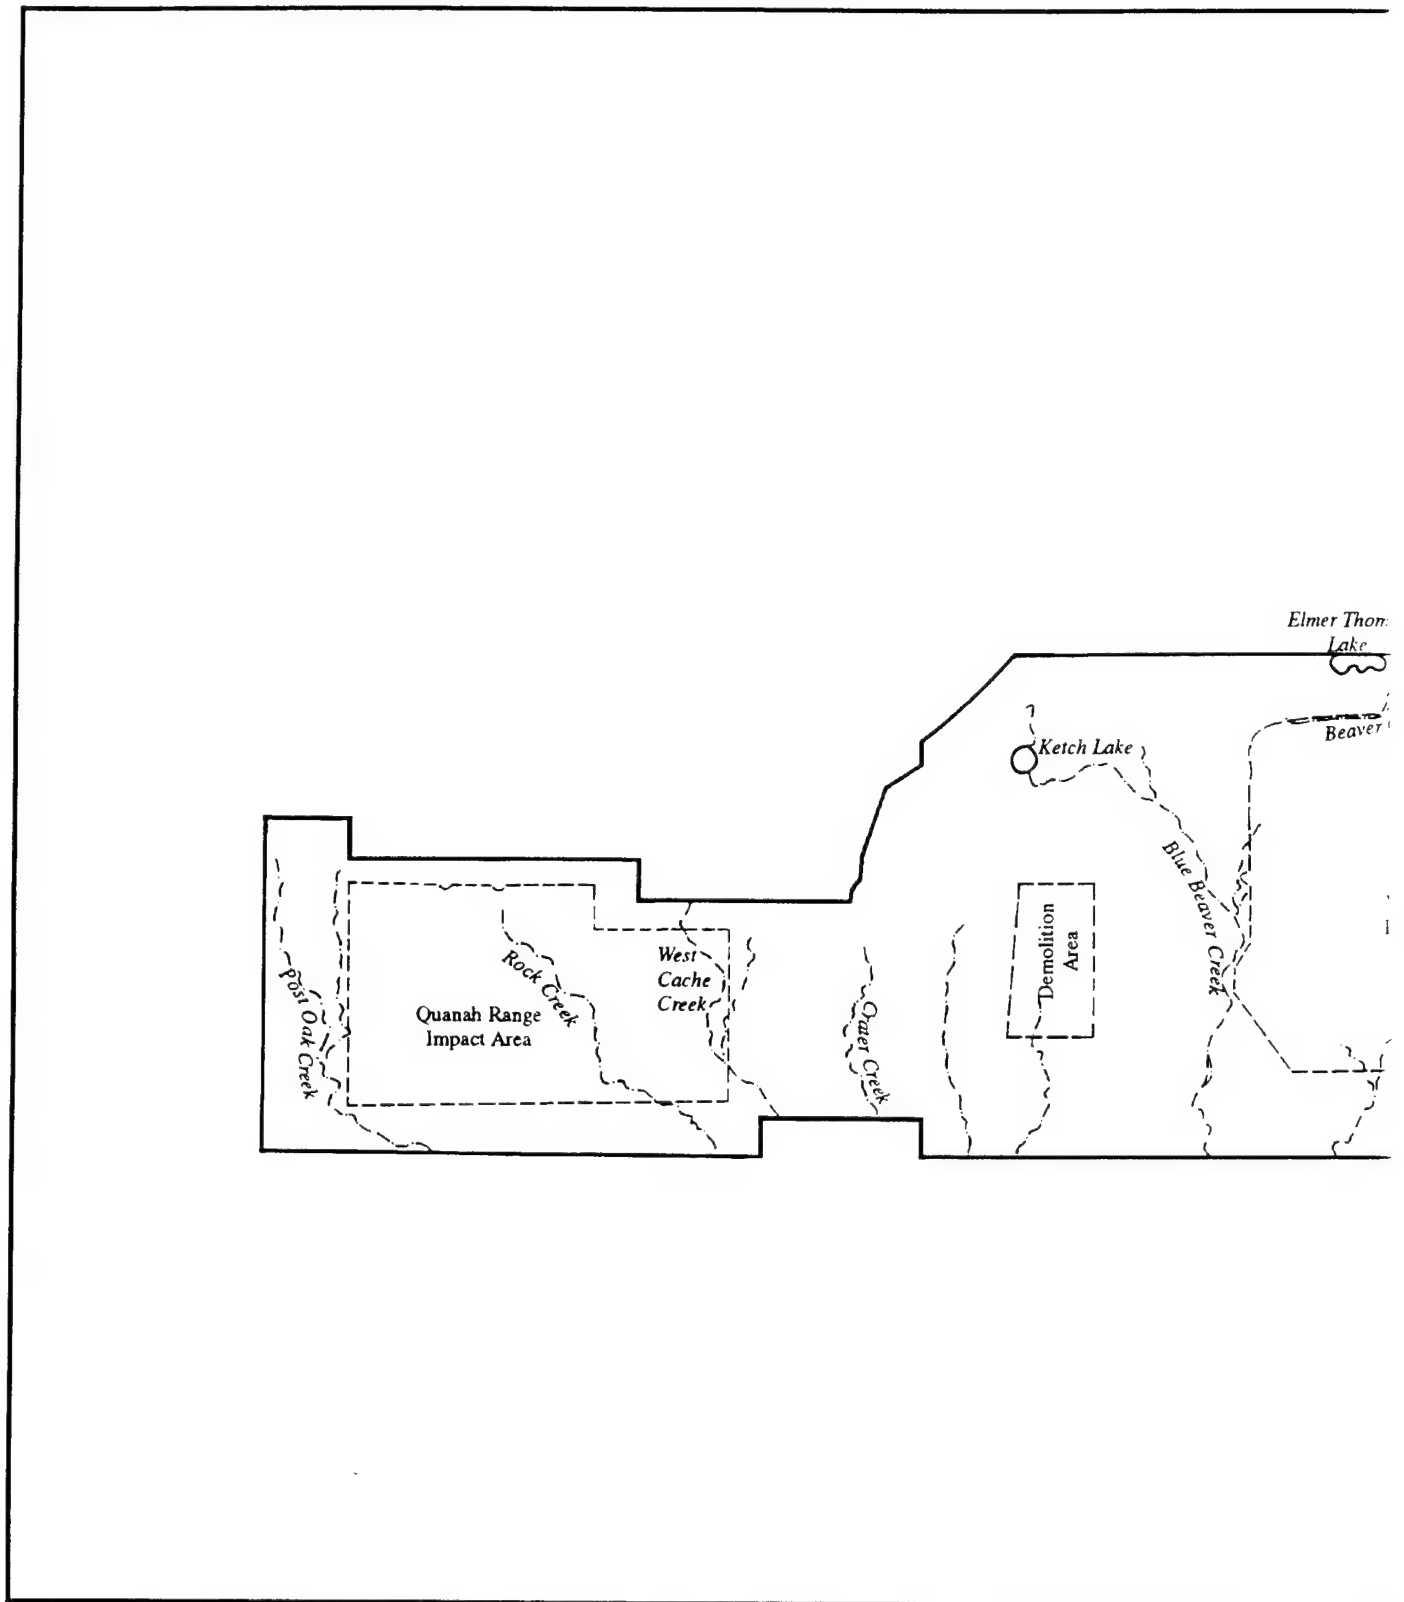 Elmer Thom
Lake
Beaver
Ketch Lake
Blue Beaver Creek
Demolition
Area
West
Cache
Creek
Rock Creek
Quanah Range
Impact Area
Post Oak Creek
Crater Creek